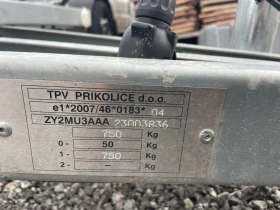 TPV PRIKOLICE d.o.o.
e1*2007/46*0183* 04
ZY2MU3AAA 23003836
750 Kg
0- 50 Kg
1- 750 Kg
2- – Kg